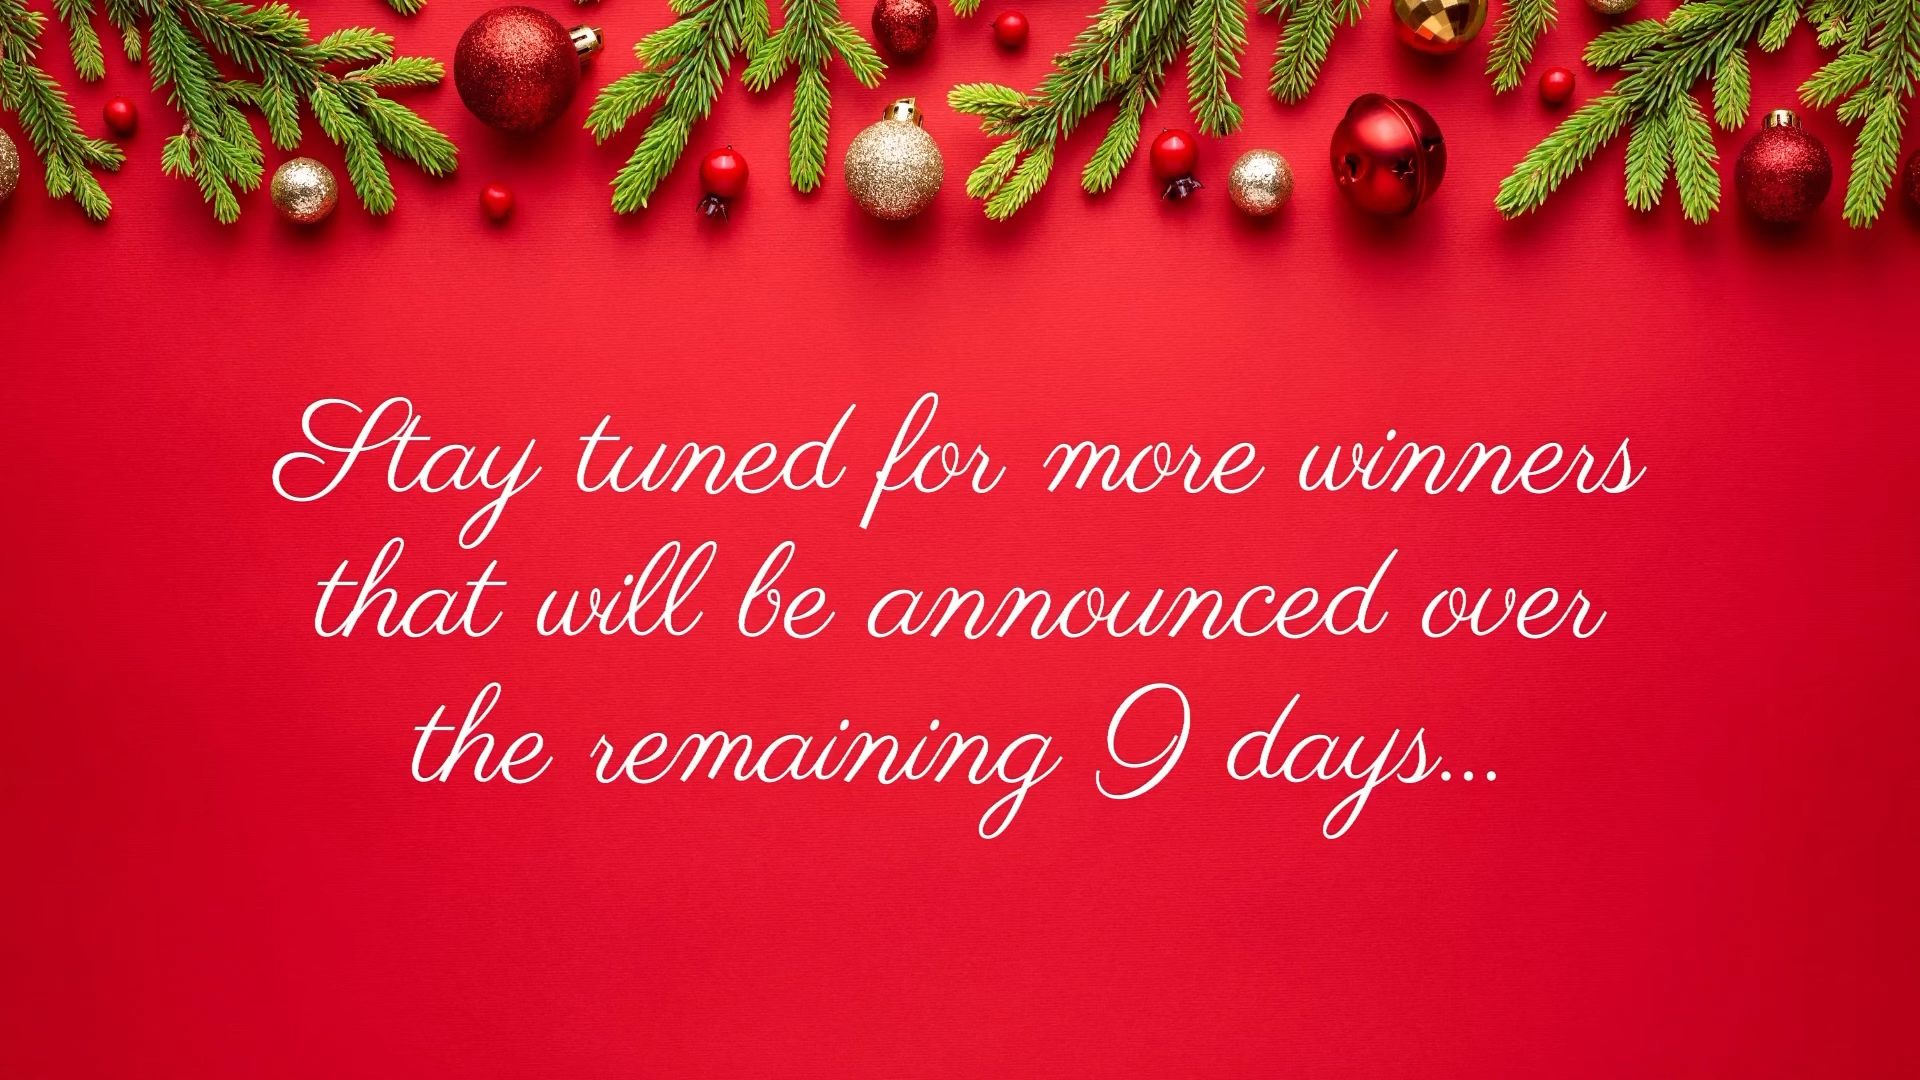 Stay tuned for more winners
that will be announced over
the remaining 9 days...